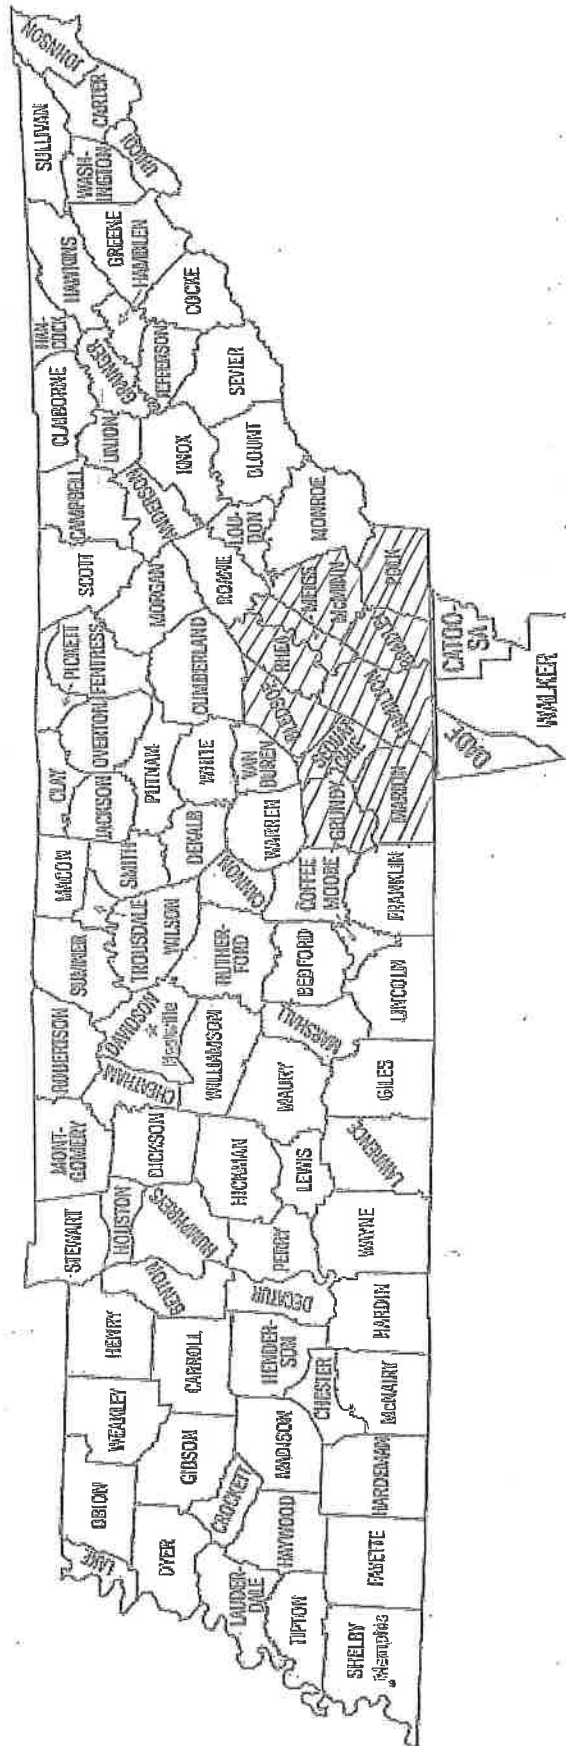 JOHNSON
SULLIVAN
CARTER
WASH-
INGTON
UNICOI
HAWKINS
GREENE
HAMBLEN
HAN-
COCK
COCKE
GRAINGER
JEFFERSON
CLAIBORNE
SEVIER
UNION
KNOX
BLOUNT
CAMPBELL
ANDERSON
LOU-
DON
MONROE
SCOTT
MORGAN
ROANE
MEIGS
McMINN
POLK
PICKETT
FENTRESS
CUMBERLAND
RHEA
BRADLEY
CATOO-
SA
OVERTON
BLEDSOE
HAMILTON
WALKER
CLAY
JACKSON
PUTNAM
WHITE
VAN
BUREN
SEQUAT-
CHIE
DADE
MACON
SMITH
DEKALB
WARREN
GRUNDY
MARION
TROUSDALE
WILSON
CANNON
COFFEE
MOORE
FRANKLIN
SUMNER
RUTHER-
FORD
BEDFORD
LINCOLN
ROBERTSON
DAVIDSON
Nashville
CHEATHAM
WILLIAMSON
MARSHALL
MAURY
GILES
MONT-
GOMERY
DICKSON
HICKMAN
LEWIS
LAWRENCE
STEWART
HOUSTON
HUMPHREYS
PERRY
WAYNE
BENTON
DECATUR
HARDIN
HENRY
CARROLL
HENDER-
SON
CHESTER
McNAIRY
WEAKLEY
GIBSON
MADISON
HARDEMAN
OBION
CROCKETT
HAYWOOD
FAYETTE
LAKE
DYER
LAUDER-
DALE
TIPTON
SHELBY
Memphis